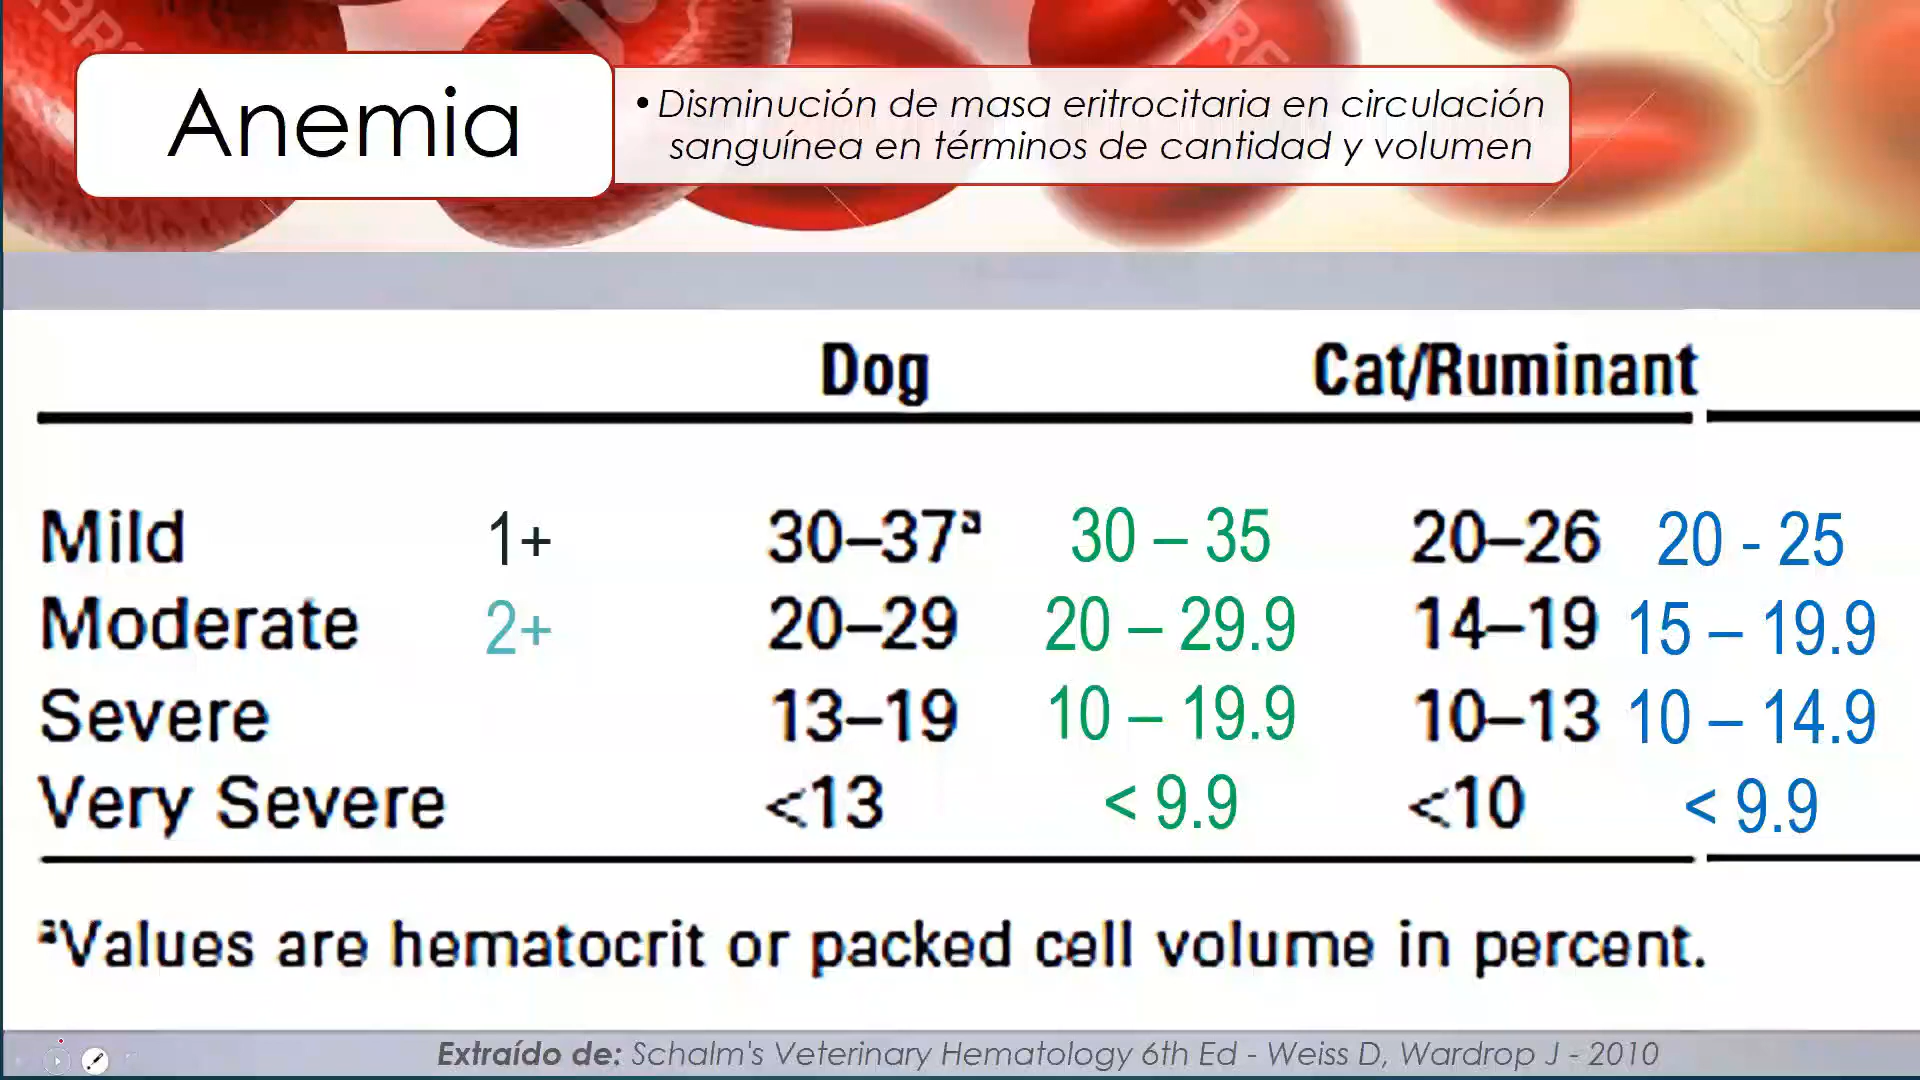 Anemia
• Disminución de masa eritrocitaria en circulación
sanguínea en términos de cantidad y volumen
Dog Cat/Ruminant
Mild 1+ 30–37ª 30 – 35 20–26 20 - 25
Moderate 2+ 20–29 20 – 29.9 14–19 15 – 19.9
Severe 13–19 10 – 19.9 10–13 10 – 14.9
Very Severe <13 < 9.9 <10 < 9.9
ªValues are hematocrit or packed cell volume in percent.
Extraído de: Schalm's Veterinary Hematology 6th Ed - Weiss D, Wardrop J - 2010